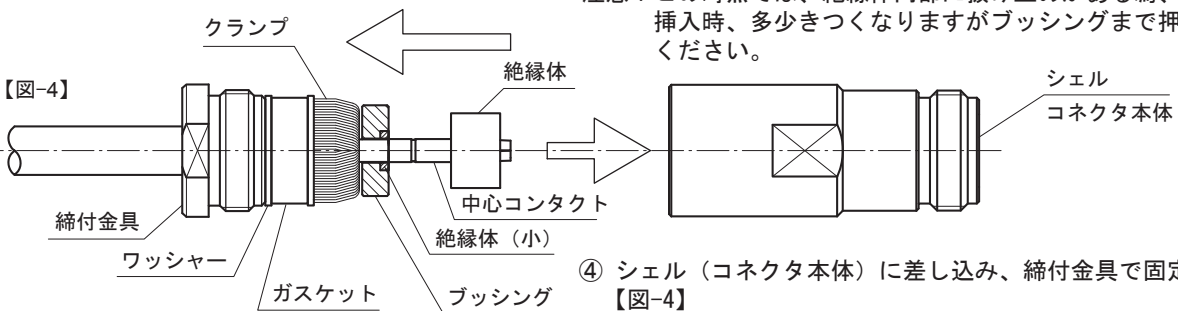 挿入時、多少きつくなりますがブッシングまで押
ください。
クランプ
絶縁体
シェル
コネクタ本体
【図-4】
中心コンタクト
締付金具
絶縁体（小）
ワッシャー
ガスケット
ブッシング
④ シェル（コネクタ本体）に差し込み、締付金具で固定
【図-4】